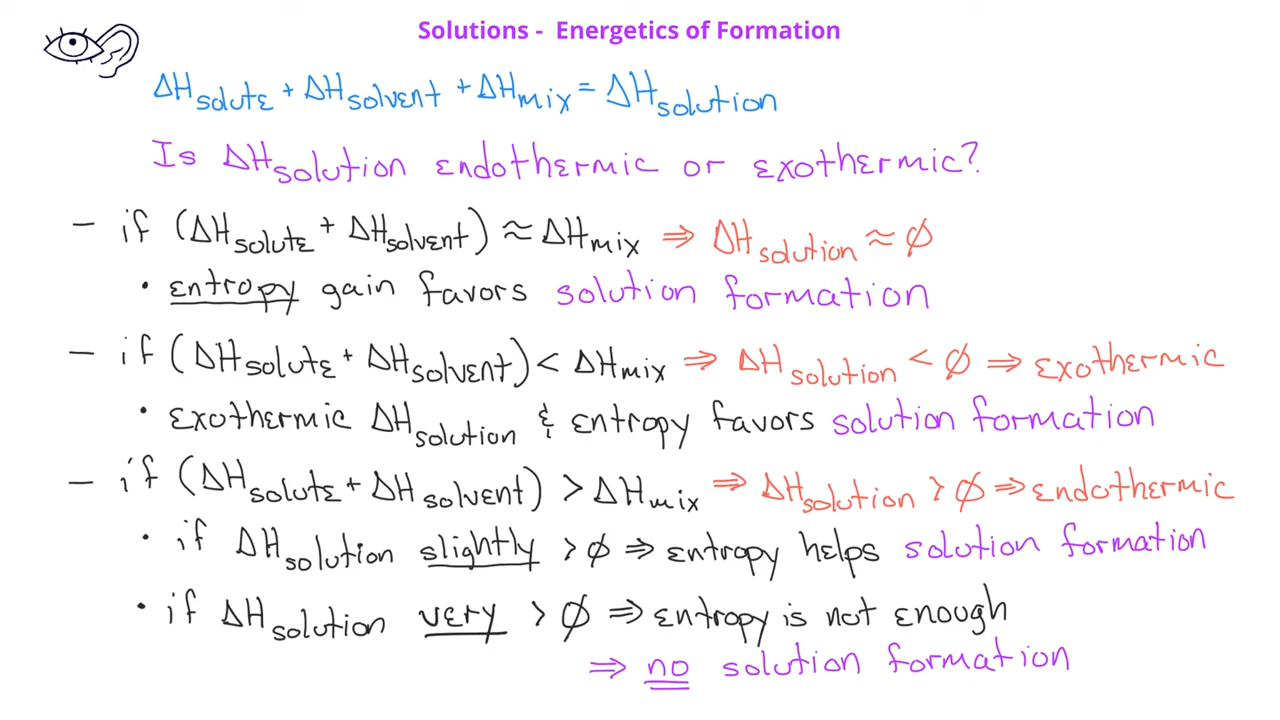 Solutions - Energetics of Formation
ΔHsolute + ΔHsolvent + ΔHmix = ΔHsolution
Is ΔHsolution endothermic or exothermic?
- if (ΔHsolute + ΔHsolvent) ≈ ΔHmix ⇒ ΔHsolution ≈ ∅
• entropy gain favors solution formation
- if (ΔHsolute + ΔHsolvent) < ΔHmix ⇒ ΔHsolution < ∅ ⇒ exothermic
• exothermic ΔHsolution & entropy favors solution formation
- if (ΔHsolute + ΔHsolvent) > ΔHmix ⇒ ΔHsolution > ∅ ⇒ endothermic
• if ΔHsolution slightly > ∅ ⇒ entropy helps solution formation
• if ΔHsolution very > ∅ ⇒ entropy is not enough
⇒ no solution formation